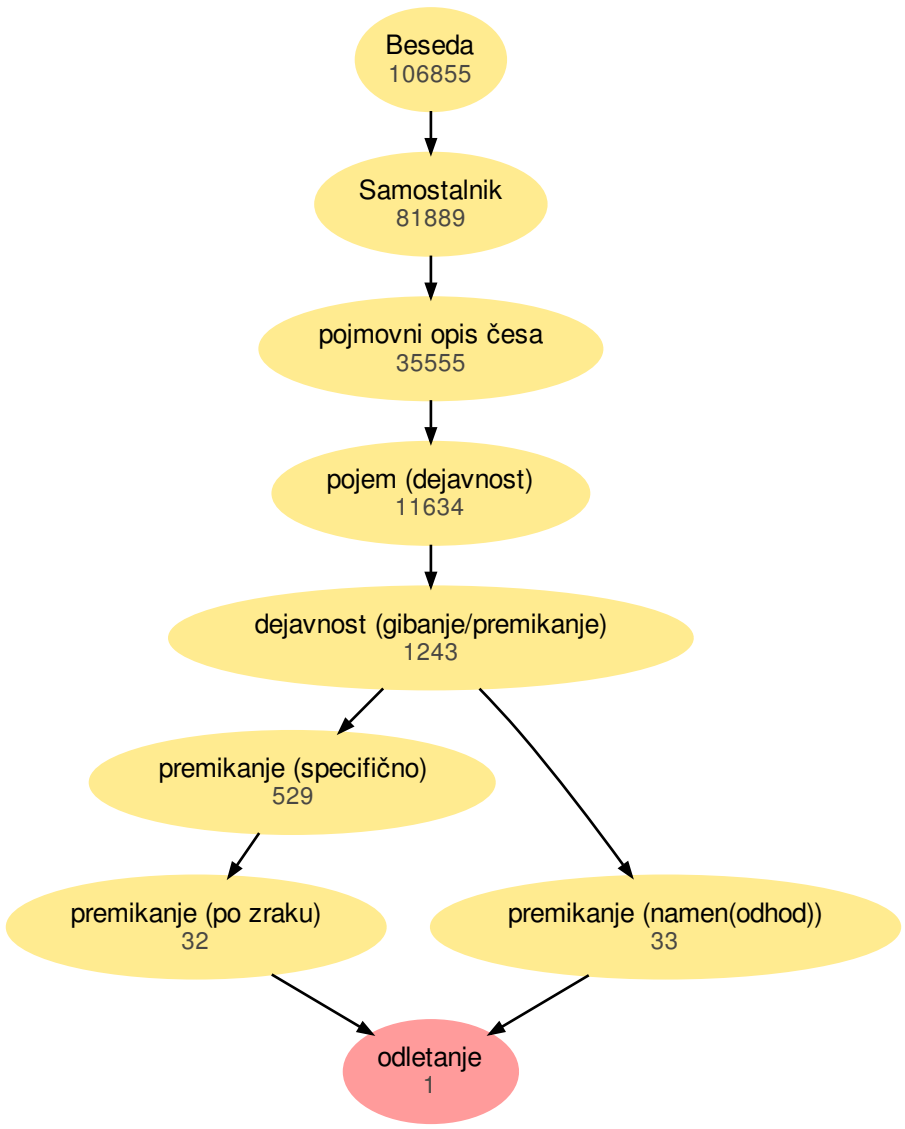 Beseda
106855
Samostalnik
81889
pojmovni opis česa
35555
pojem (dejavnost)
11634
dejavnost (gibanje/premikanje)
1243
premikanje (specifično)
529
premikanje (po zraku)
32
premikanje (namen(odhod))
33
odletanje
1